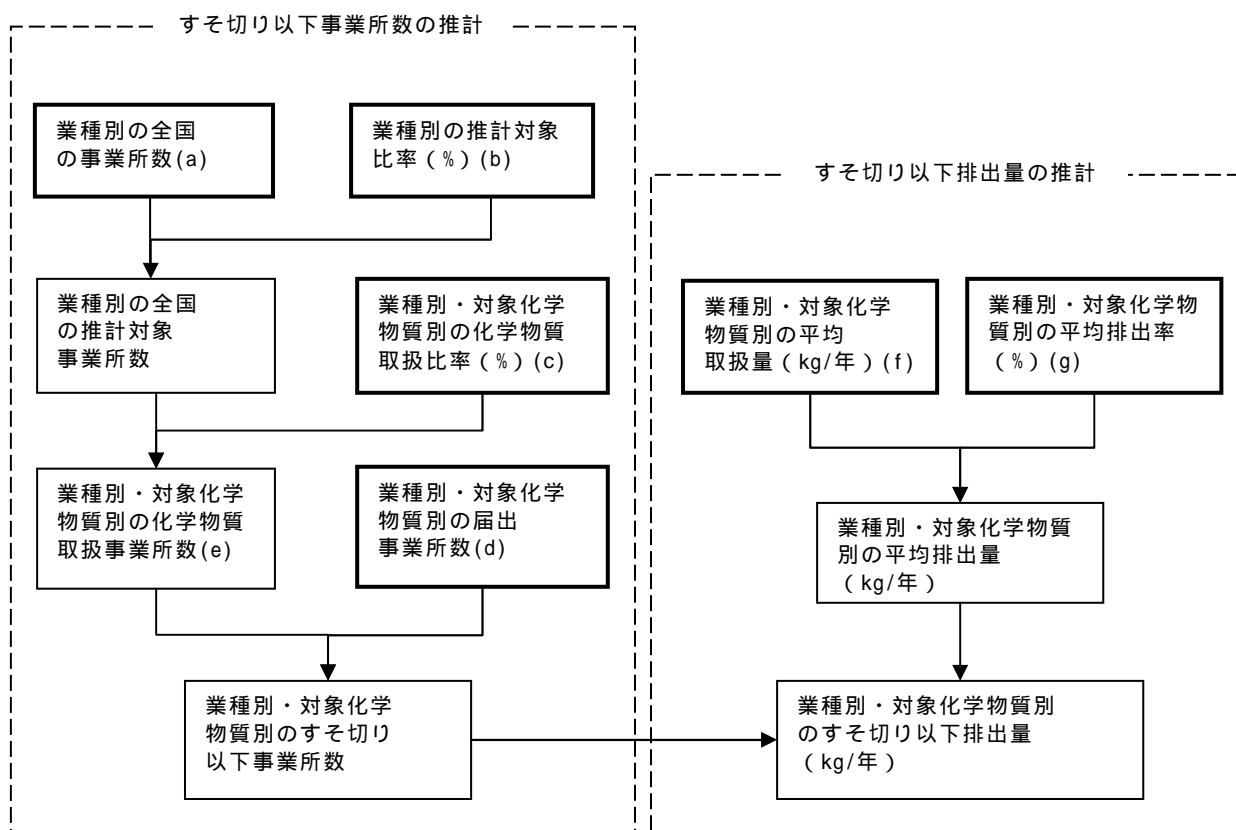 すそ切り以下事業所数の推計
業種別の全国
の事業所数(a)
業種別の推計対象
比率(%)(b)
業種別の全国
の推計対象
事業所数
業種別・対象化学
物質別の化学物質
取扱比率(%)(c)
業種別・対象化学
物質別の化学物質
取扱事業所数(e)
業種別・対象化学
物質別の届出
事業所数(d)
業種別・対象化学
物質別のすそ切り
以下事業所数
すそ切り以下排出量の推計
業種別・対象化学
物質別の平均
取扱量(kg/年)(f)
業種別・対象化学物
質別の平均排出率
(%)(g)
業種別・対象化学物質
別の平均排出量
(kg/年)
業種別・対象化学物質別
のすそ切り以下排出量
(kg/年)